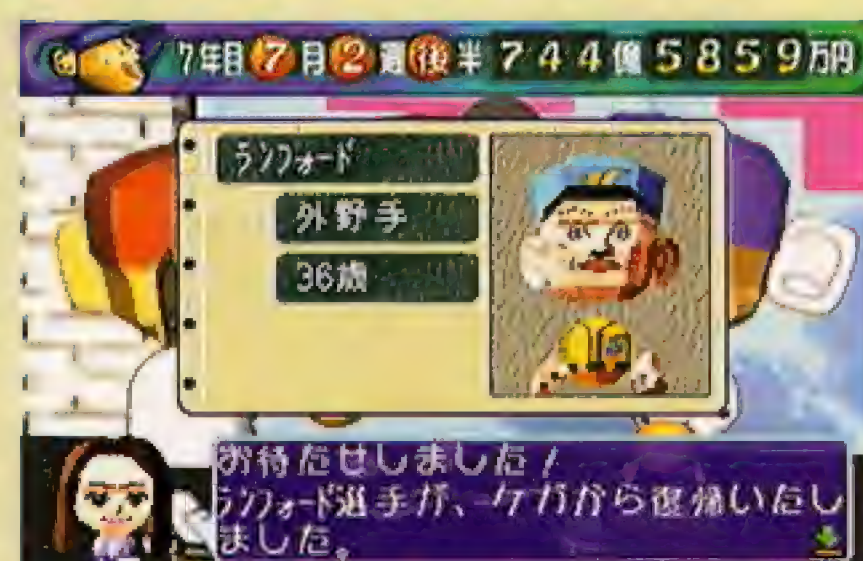 7年目7月2週後半744億5859万円
ランフォード
外野手
36歳
お待たせしました!
ランフォード選手が、ケガから復帰いたし
ました。